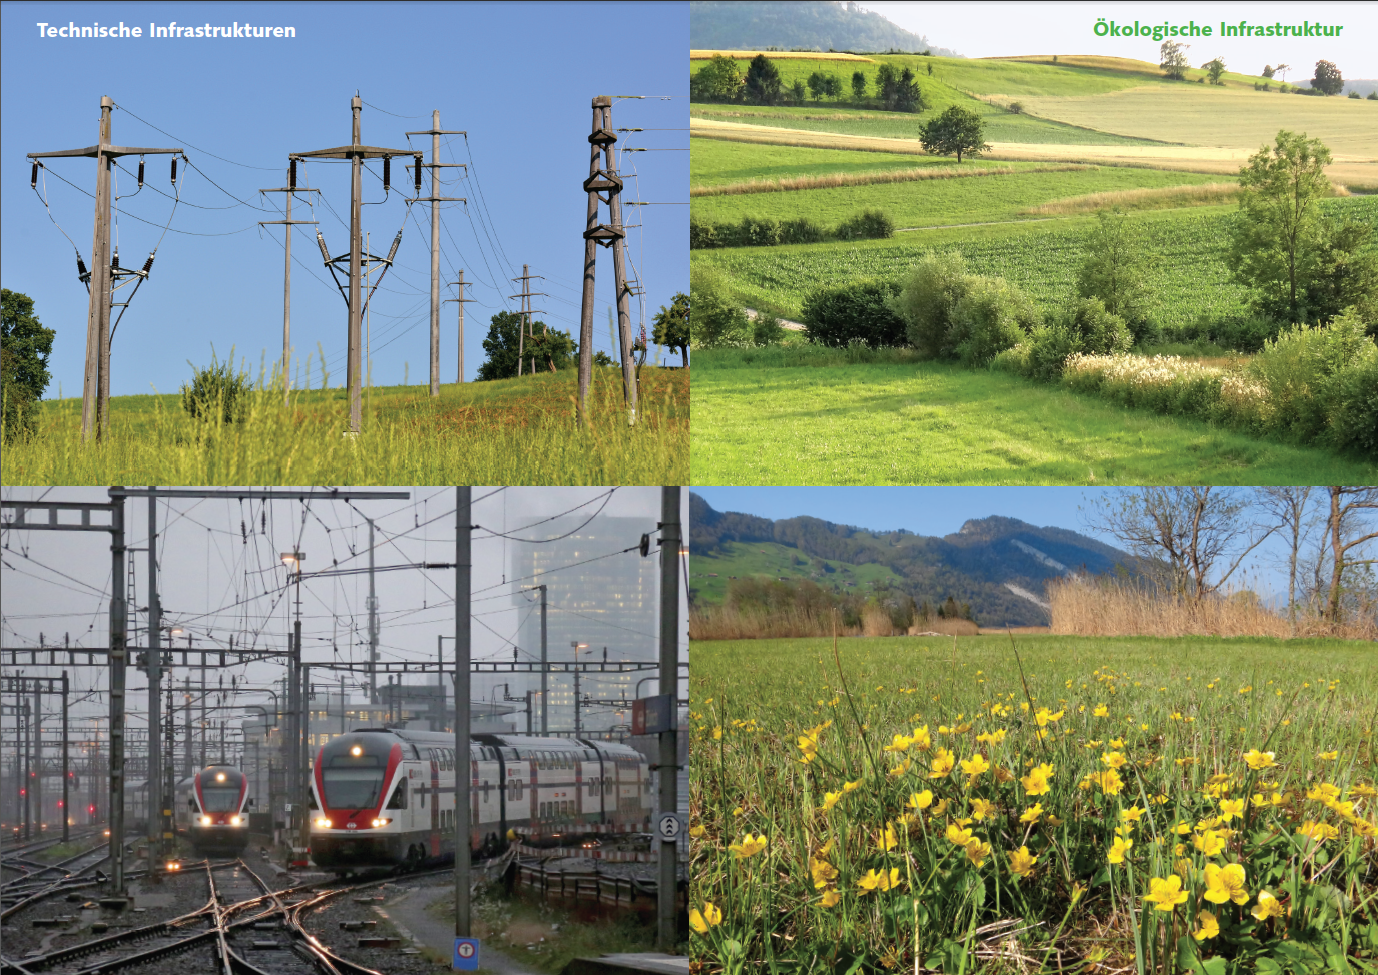 Technische Infrastrukturen
Ökologische Infrastruktur